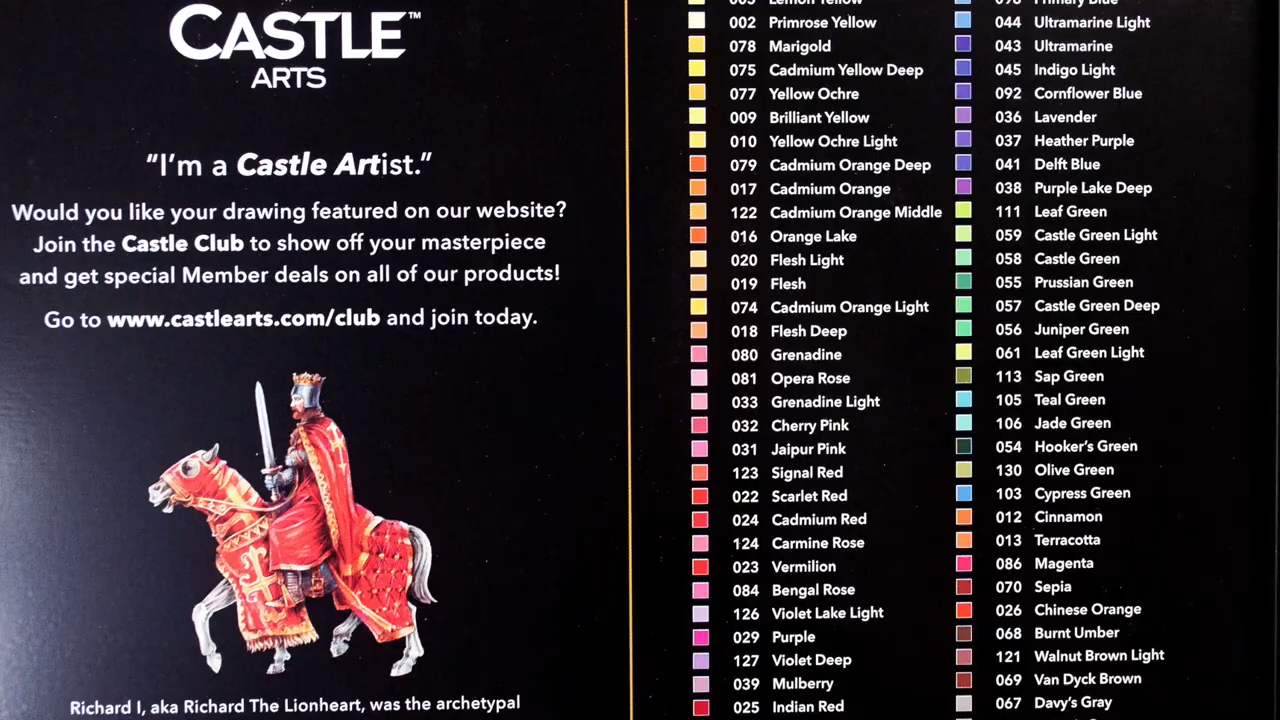 CASTLE™
ARTS
"I'm a Castle Artist."
Would you like your drawing featured on our website?
Join the Castle Club to show off your masterpiece
and get special Member deals on all of our products!
Go to www.castlearts.com/club and join today.
Richard I, aka Richard The Lionheart, was the archetypal
Lemon Yellow
002 Primrose Yellow
078 Marigold
075 Cadmium Yellow Deep
077 Yellow Ochre
009 Brilliant Yellow
010 Yellow Ochre Light
079 Cadmium Orange Deep
017 Cadmium Orange
122 Cadmium Orange Middle
016 Orange Lake
020 Flesh Light
019 Flesh
074 Cadmium Orange Light
018 Flesh Deep
080 Grenadine
081 Opera Rose
033 Grenadine Light
032 Cherry Pink
031 Jaipur Pink
123 Signal Red
022 Scarlet Red
024 Cadmium Red
124 Carmine Rose
023 Vermilion
084 Bengal Rose
126 Violet Lake Light
029 Purple
127 Violet Deep
039 Mulberry
025 Indian Red
Primary Blue
044 Ultramarine Light
043 Ultramarine
045 Indigo Light
092 Cornflower Blue
036 Lavender
037 Heather Purple
041 Delft Blue
038 Purple Lake Deep
111 Leaf Green
059 Castle Green Light
058 Castle Green
055 Prussian Green
057 Castle Green Deep
056 Juniper Green
061 Leaf Green Light
113 Sap Green
105 Teal Green
106 Jade Green
054 Hooker's Green
130 Olive Green
103 Cypress Green
012 Cinnamon
013 Terracotta
086 Magenta
070 Sepia
026 Chinese Orange
068 Burnt Umber
121 Walnut Brown Light
069 Van Dyck Brown
067 Davy's Gray